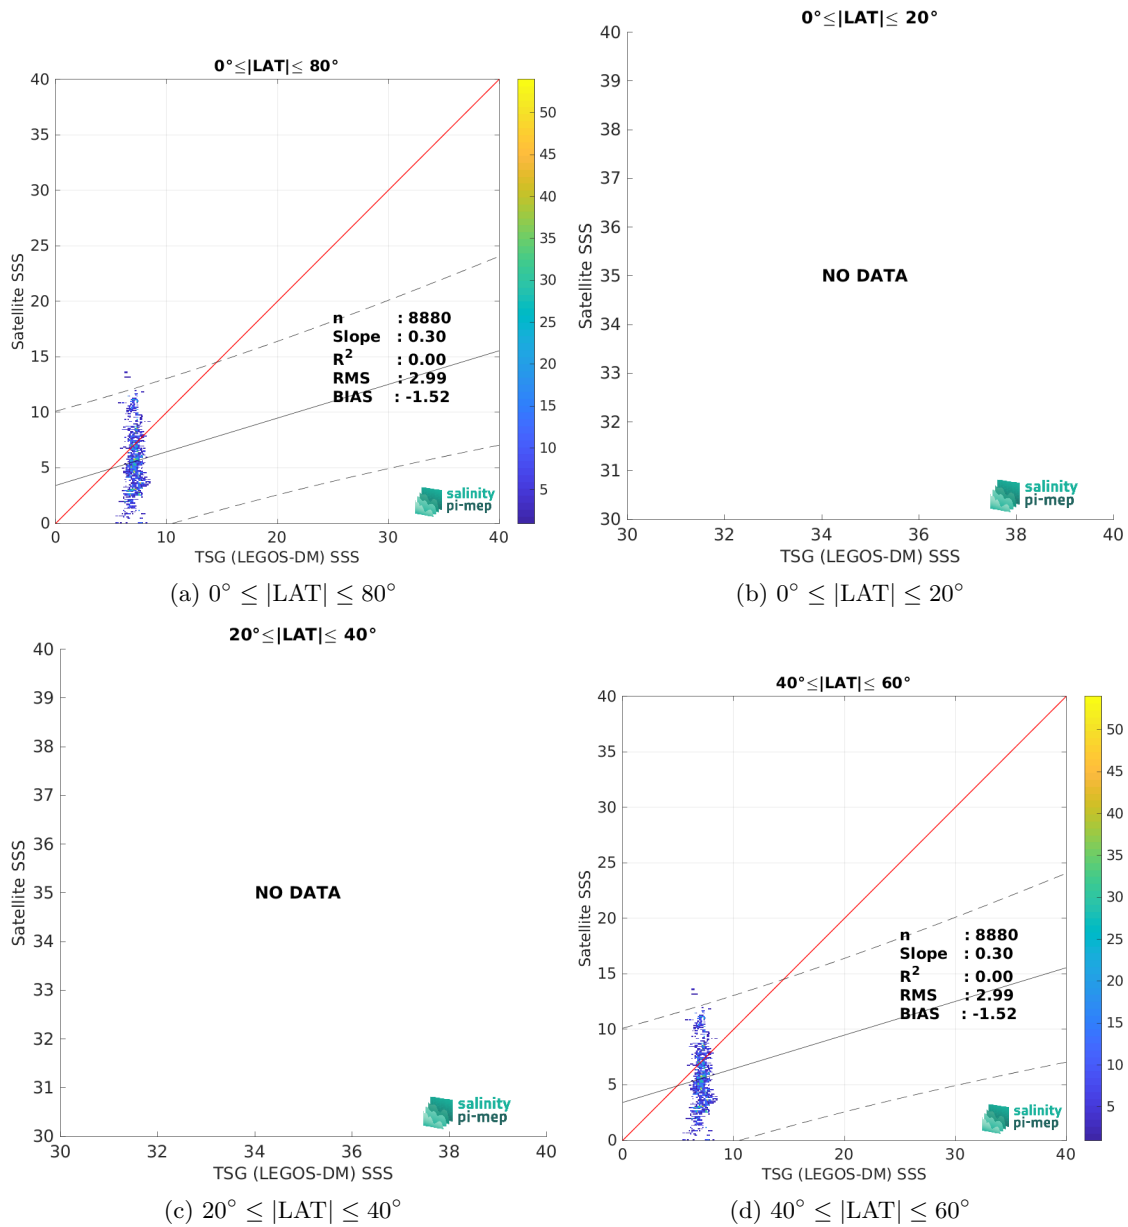 0°≤|LAT|≤ 80°
40
35
30
25
20
15
10
5
0
Satellite SSS
0
10
20
30
40
TSG (LEGOS-DM) SSS
n : 8880
Slope : 0.30
R² : 0.00
RMS : 2.99
BIAS : -1.52
salinity
pi-mep
50
45
40
35
30
25
20
15
10
5
(a) 0° ≤ |LAT| ≤ 80°
0°≤|LAT|≤ 20°
40
39
38
37
36
35
34
33
32
31
30
Satellite SSS
NO DATA
salinity
pi-mep
30
32
34
36
38
40
TSG (LEGOS-DM) SSS
(b) 0° ≤ |LAT| ≤ 20°
20°≤|LAT|≤ 40°
40
39
38
37
36
35
34
33
32
31
30
Satellite SSS
NO DATA
salinity
pi-mep
30
32
34
36
38
40
TSG (LEGOS-DM) SSS
(c) 20° ≤ |LAT| ≤ 40°
40°≤|LAT|≤ 60°
40
35
30
25
20
15
10
5
0
Satellite SSS
0
10
20
30
40
TSG (LEGOS-DM) SSS
n : 8880
Slope : 0.30
R² : 0.00
RMS : 2.99
BIAS : -1.52
salinity
pi-mep
50
45
40
35
30
25
20
15
10
5
(d) 40° ≤ |LAT| ≤ 60°